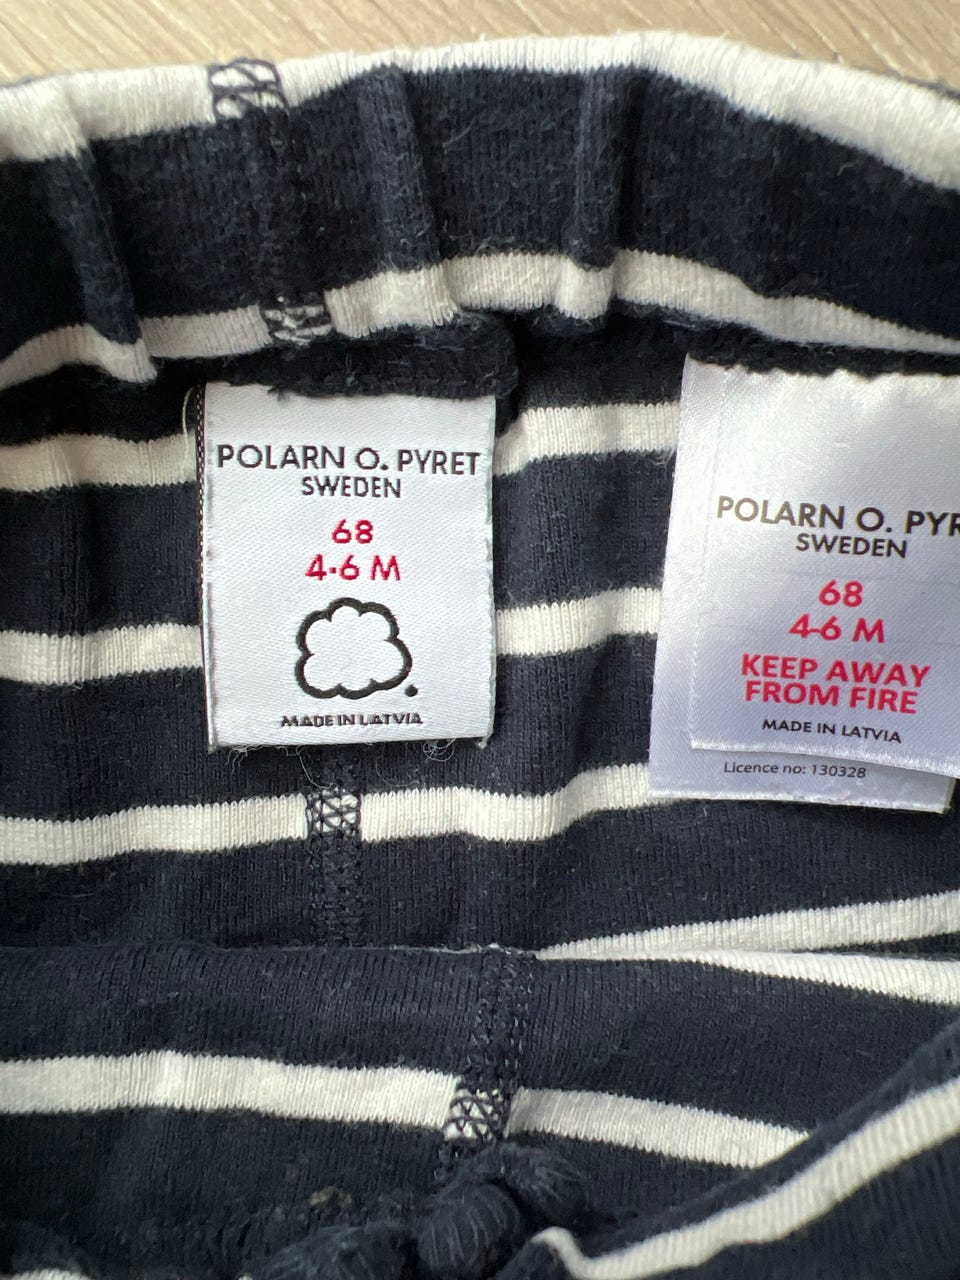 POLARN O. PYRET
SWEDEN
68
4-6 M
MADE IN LATVIA
POLARN O. PYR
SWEDEN
68
4-6 M
KEEP AWAY
FROM FIRE
MADE IN LATVIA
Licence no: 130328